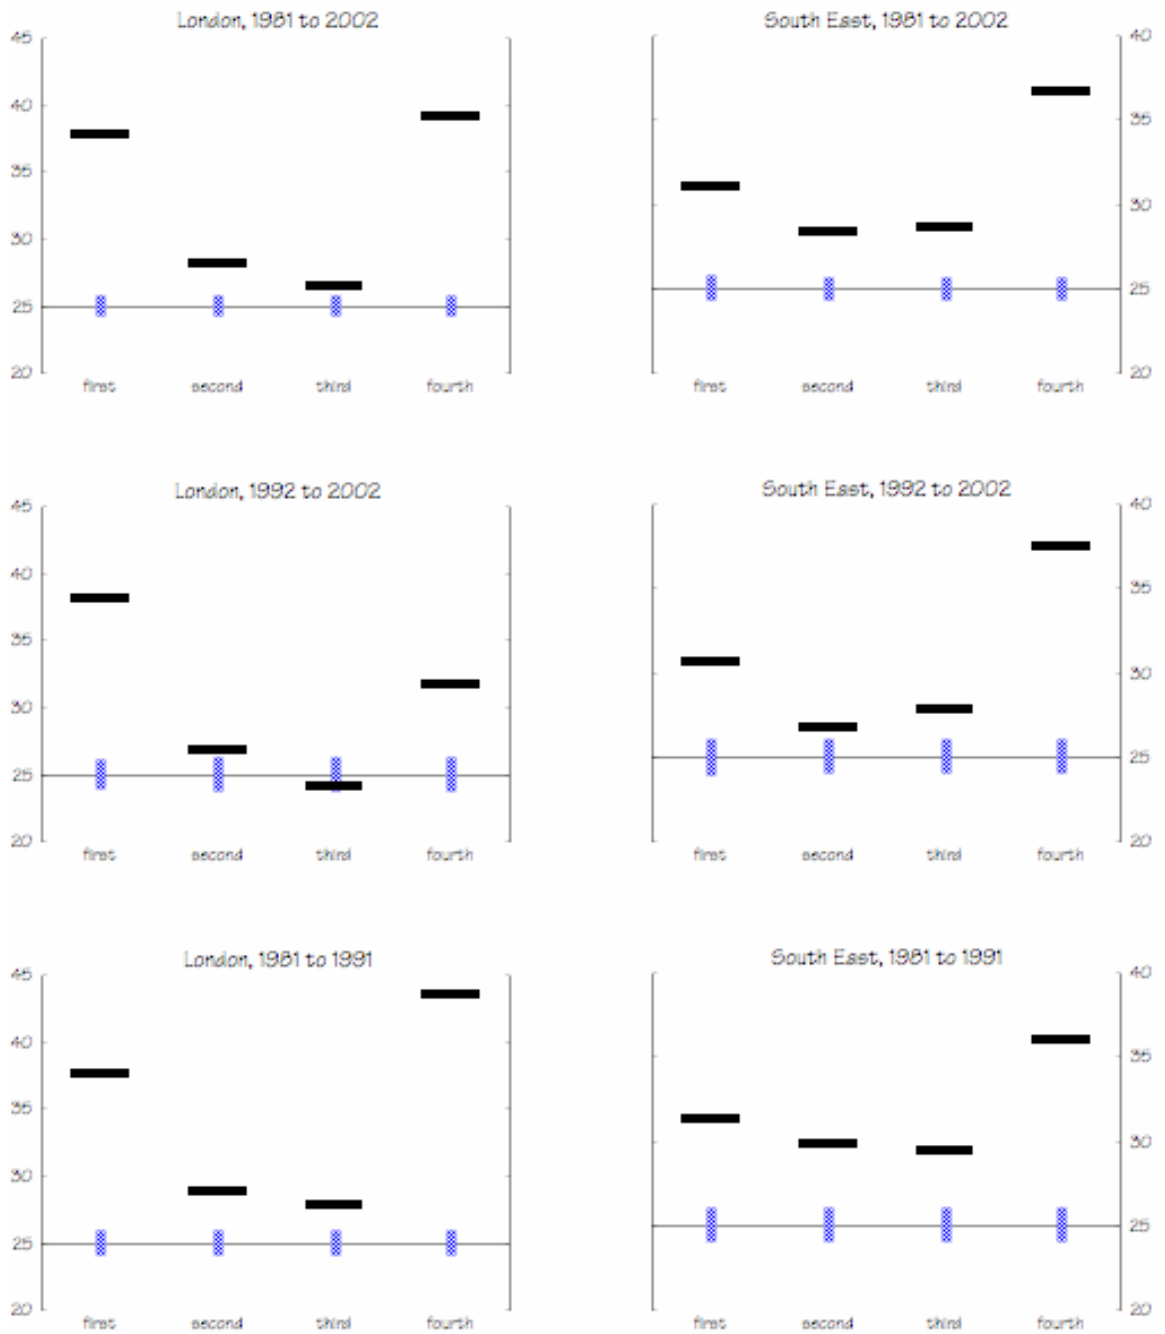 London, 1981 to 2002
South East, 1981 to 2002
45
40
35
30
25
20
40
35
30
25
20
first second third fourth
first second third fourth
London, 1992 to 2002
South East, 1992 to 2002
45
40
35
30
25
20
40
35
30
25
20
first second third fourth
first second third fourth
London, 1981 to 1991
South East, 1981 to 1991
45
40
35
30
25
20
40
35
30
25
20
first second third fourth
first second third fourth